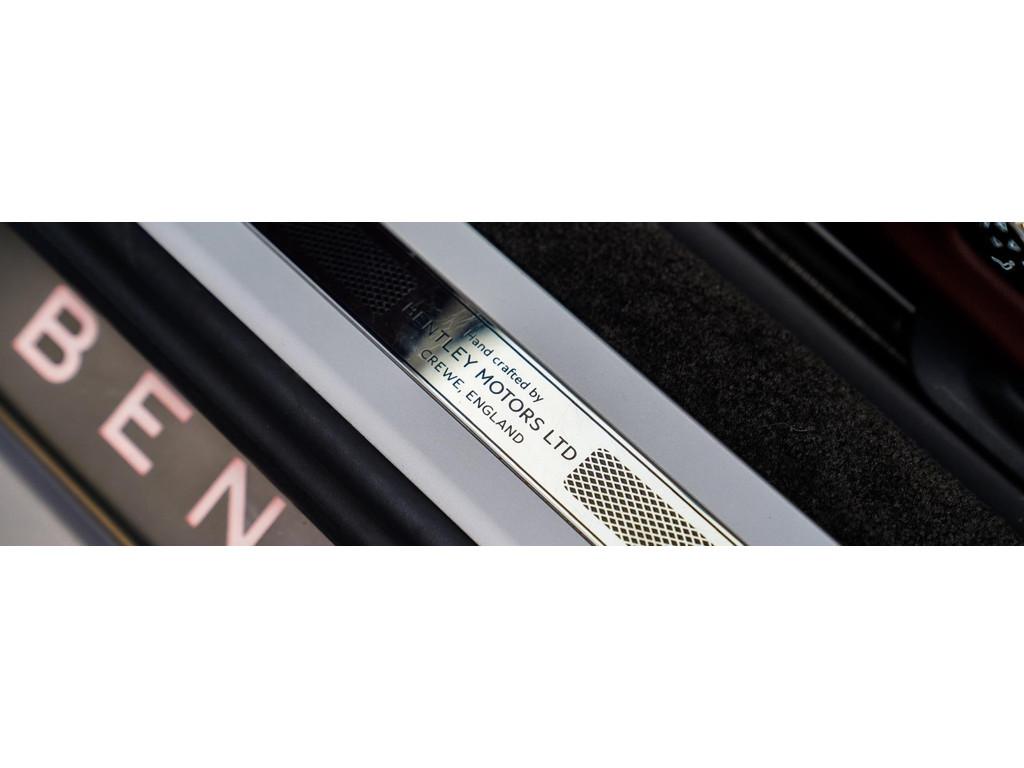 BEN
Hand crafted by
BENTLEY MOTORS LTD
CREWE, ENGLAND